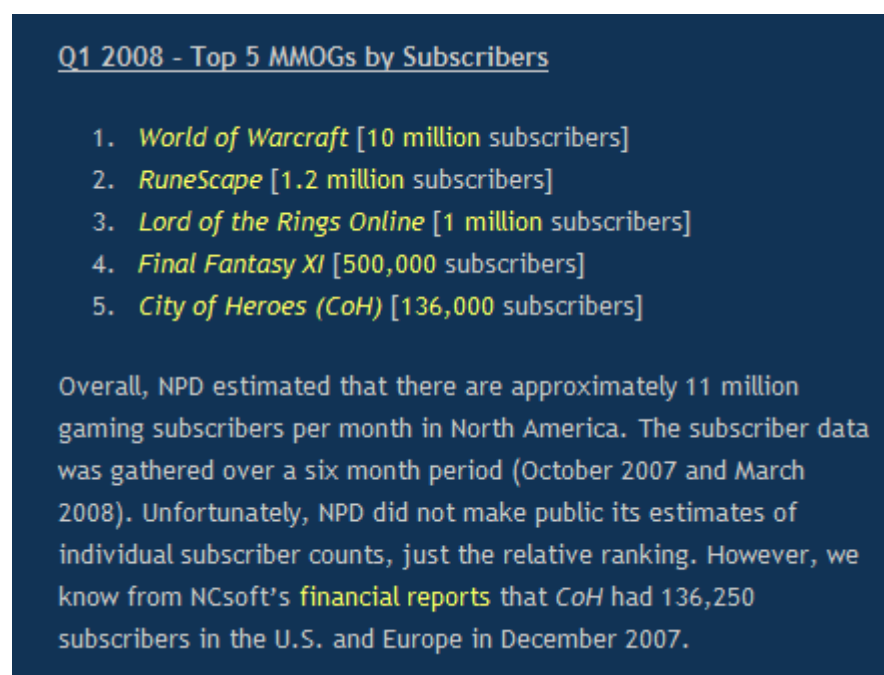 Q1 2008 - Top 5 MMOGs by Subscribers
1. World of Warcraft [10 million subscribers]
2. RuneScape [1.2 million subscribers]
3. Lord of the Rings Online [1 million subscribers]
4. Final Fantasy XI [500,000 subscribers]
5. City of Heroes (CoH) [136,000 subscribers]
Overall, NPD estimated that there are approximately 11 million
gaming subscribers per month in North America. The subscriber data
was gathered over a six month period (October 2007 and March
2008). Unfortunately, NPD did not make public its estimates of
individual subscriber counts, just the relative ranking. However, we
know from NCsoft's financial reports that CoH had 136,250
subscribers in the U.S. and Europe in December 2007.